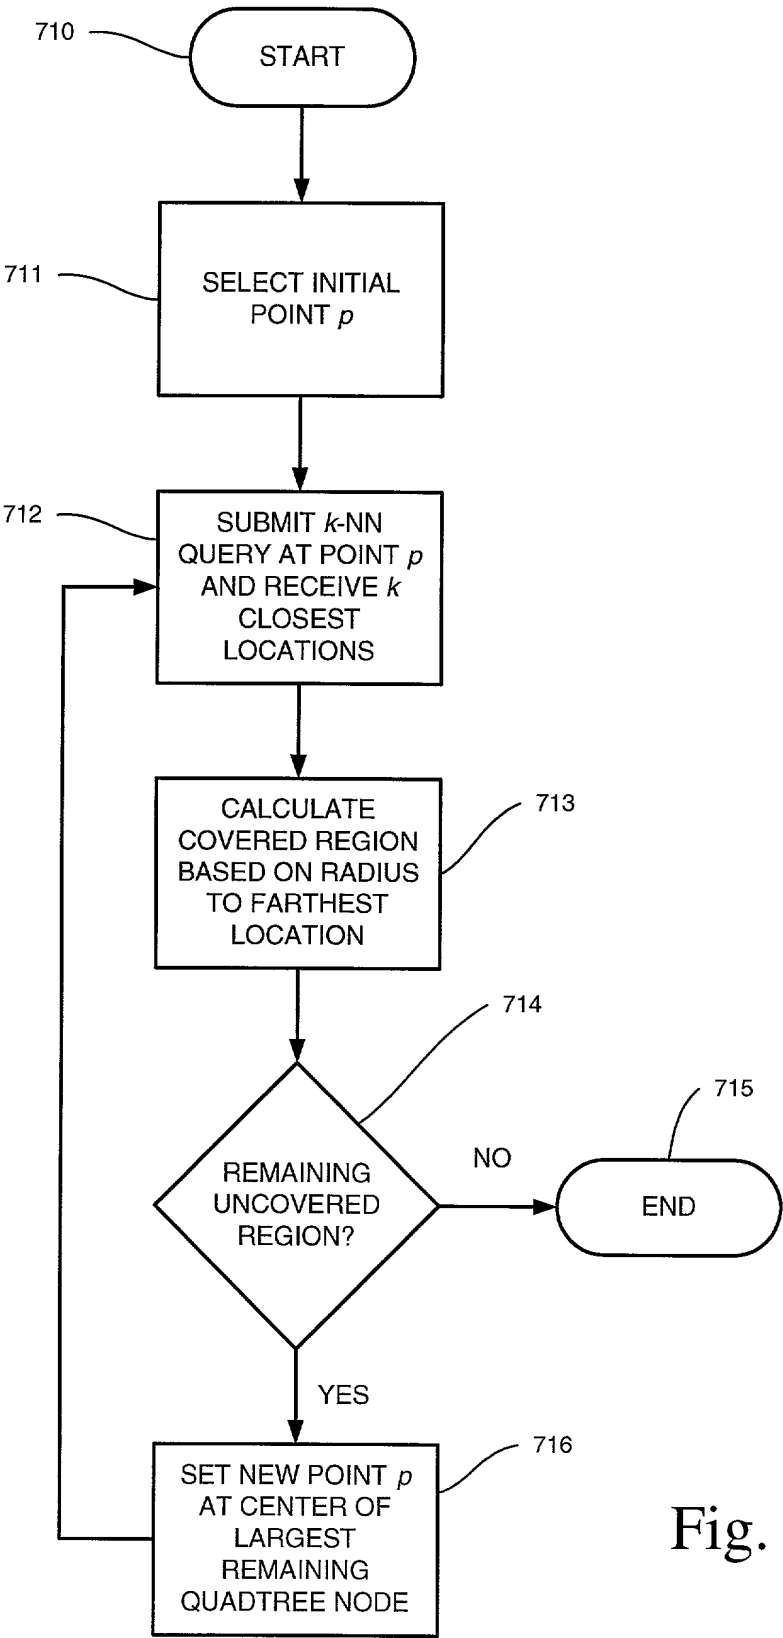 710
START
711
SELECT INITIAL
POINT p
712
SUBMIT k-NN
QUERY AT POINT p
AND RECEIVE k
CLOSEST
LOCATIONS
CALCULATE
COVERED REGION
BASED ON RADIUS
TO FARTHEST
LOCATION
713
714
REMAINING
UNCOVERED
REGION?
NO
715
END
YES
716
SET NEW POINT p
AT CENTER OF
LARGEST
REMAINING
QUADTREE NODE
Fig.